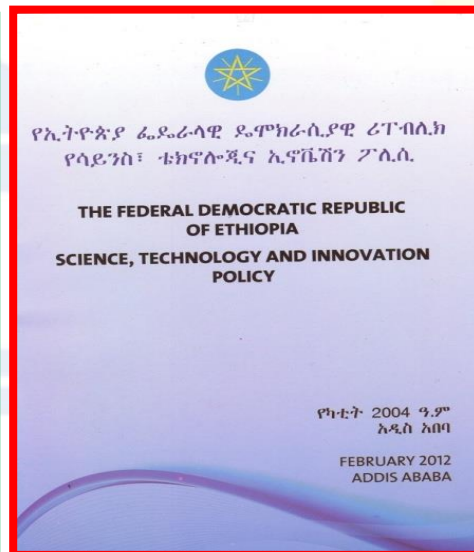 የኢትዮጵያ ፌዴራላዊ ዴሞክራሲያዊ ሪፐብሊክ
የሳይንስ፣ ቴክኖሎጂና ኢኖቬሽን ፖሊሲ
THE FEDERAL DEMOCRATIC REPUBLIC
OF ETHIOPIA
SCIENCE, TECHNOLOGY AND INNOVATION
POLICY
የካቲት 2004 ዓ.ም
አዲስ አበባ
FEBRUARY 2012
ADDIS ABABA